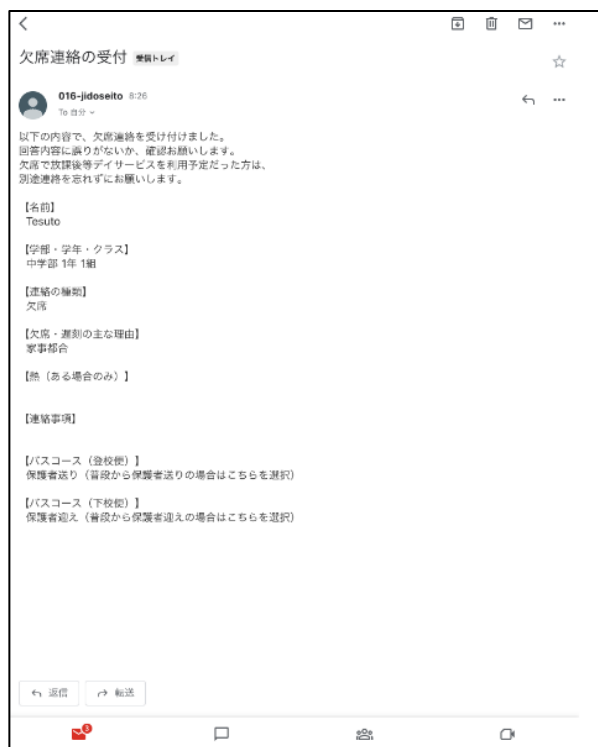 欠席連絡の受付 受信トレイ
016-jidoseito 8:26
To 自分
以下の内容で、欠席連絡を受け付けました。
回答内容に誤りがないか、確認お願いします。
欠席で放課後等デイサービスを利用予定だった方は、
別途連絡を忘れずにお願いします。
【名前】
Tesuto
【学部・学年・クラス】
中学部 1年 1組
【連絡の種類】
欠席
【欠席・遅刻の主な理由】
家事都合
【熱（ある場合のみ）】
【連絡事項】
【バスコース（登校便）】
保護者送り（普段から保護者送りの場合はこちらを選択）
【バスコース（下校便）】
保護者迎え（普段から保護者迎えの場合はこちらを選択）
返信 転送
3